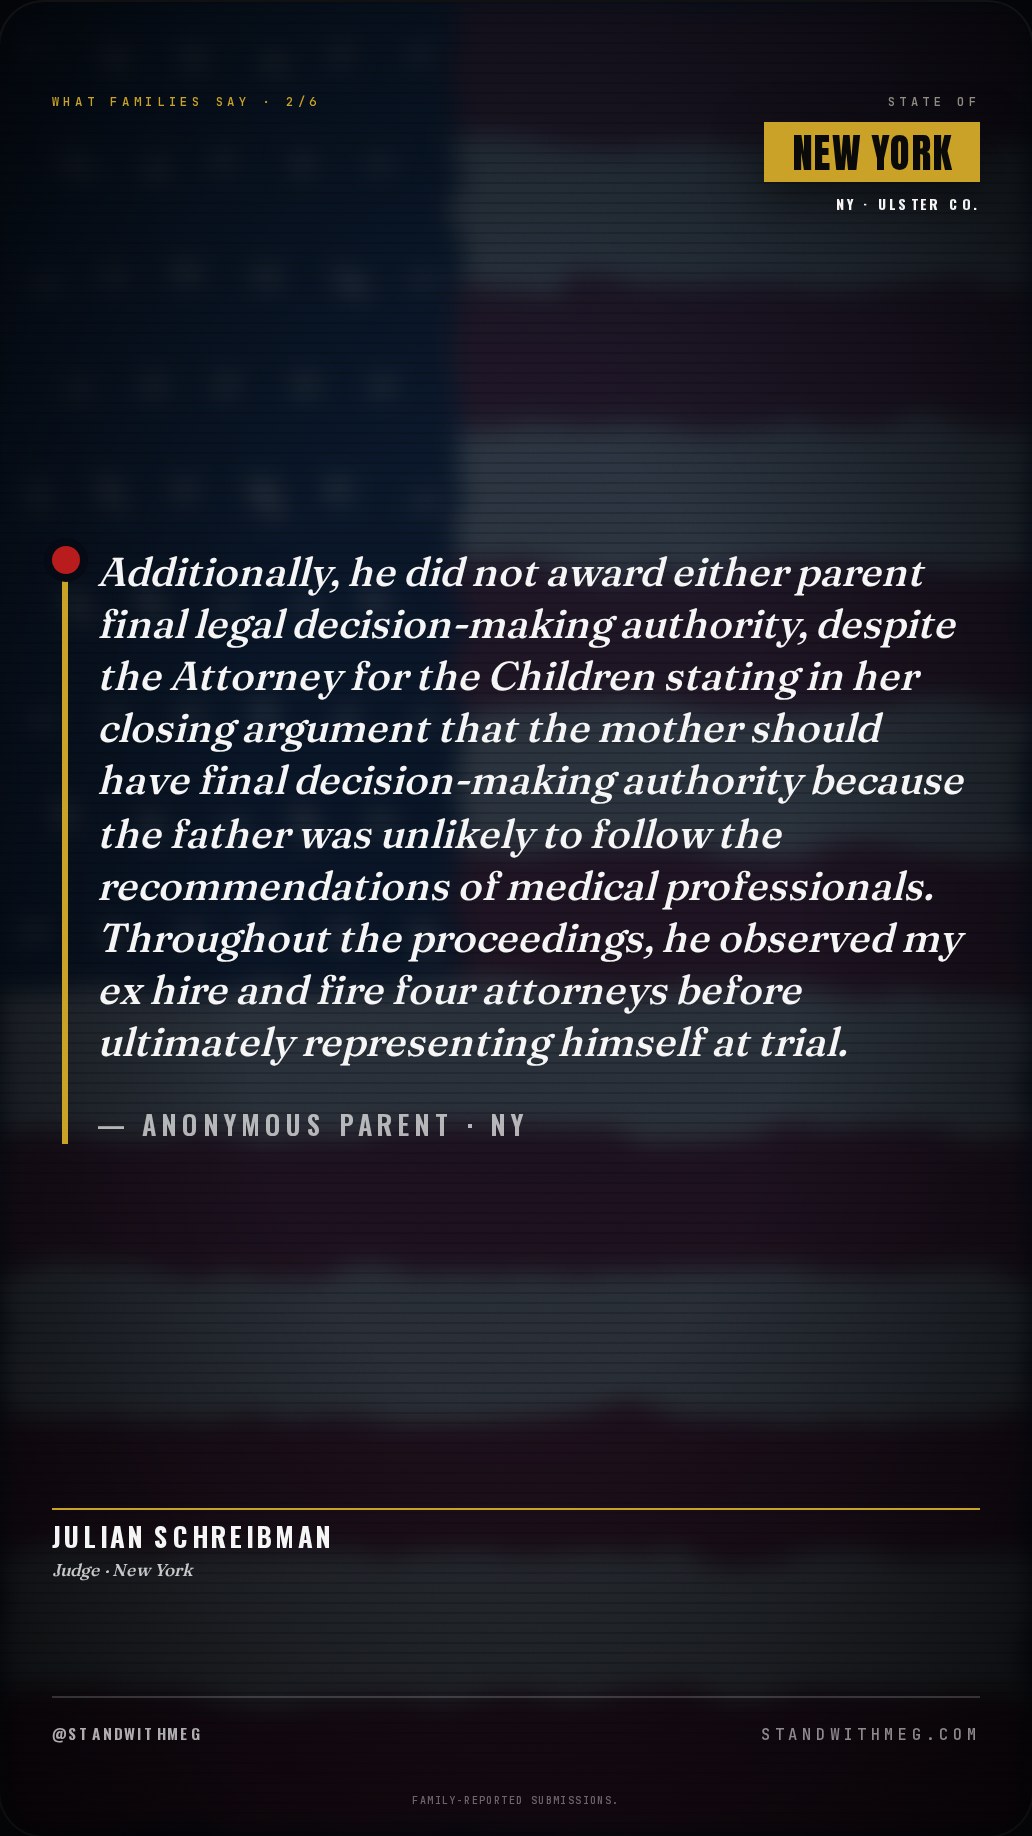 WHAT FAMILIES SAY · 2/6
STATE OF
NEW YORK
NY · ULSTER CO.
Additionally, he did not award either parent
final legal decision-making authority, despite
the Attorney for the Children stating in her
closing argument that the mother should
have final decision-making authority because
the father was unlikely to follow the
recommendations of medical professionals.
Throughout the proceedings, he observed my
ex hire and fire four attorneys before
ultimately representing himself at trial.
— ANONYMOUS PARENT · NY
JULIAN SCHREIBMAN
Judge · New York
@STANDWITHMEG
STANDWITHMEG.COM
FAMILY-REPORTED SUBMISSIONS.